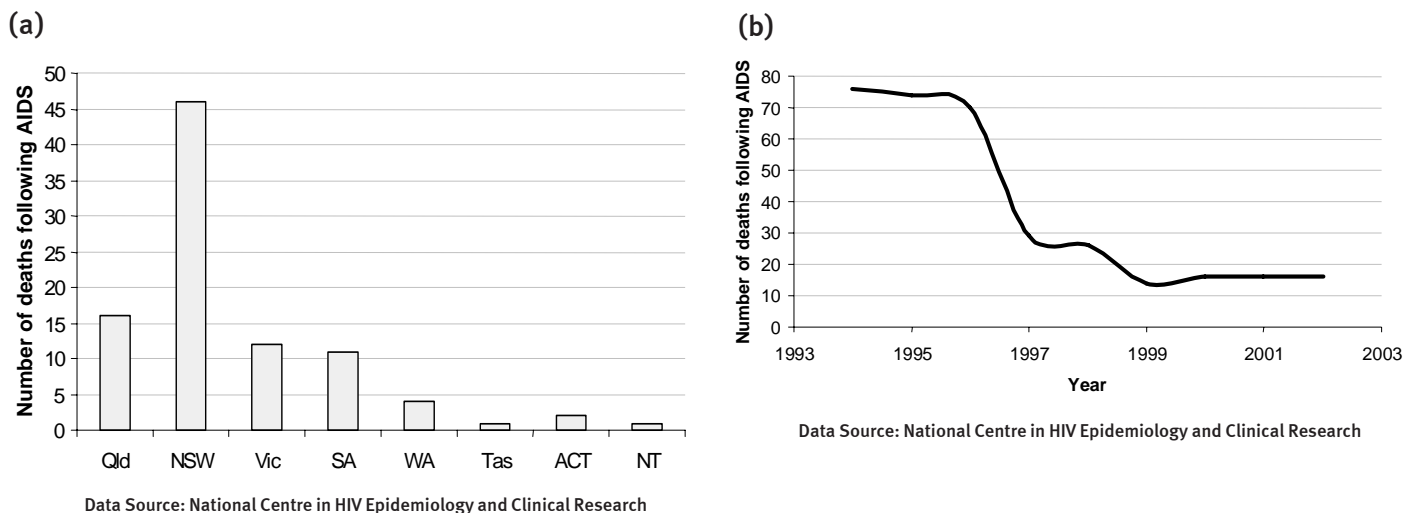 (a)
Number of deaths following AIDS
50
45
40
35
30
25
20
15
10
5
0
Qld NSW Vic SA WA Tas ACT NT
Data Source: National Centre in HIV Epidemiology and Clinical Research
(b)
Number of deaths following AIDS
80
70
60
50
40
30
20
10
0
1993 1995 1997 1999 2001 2003
Year
Data Source: National Centre in HIV Epidemiology and Clinical Research